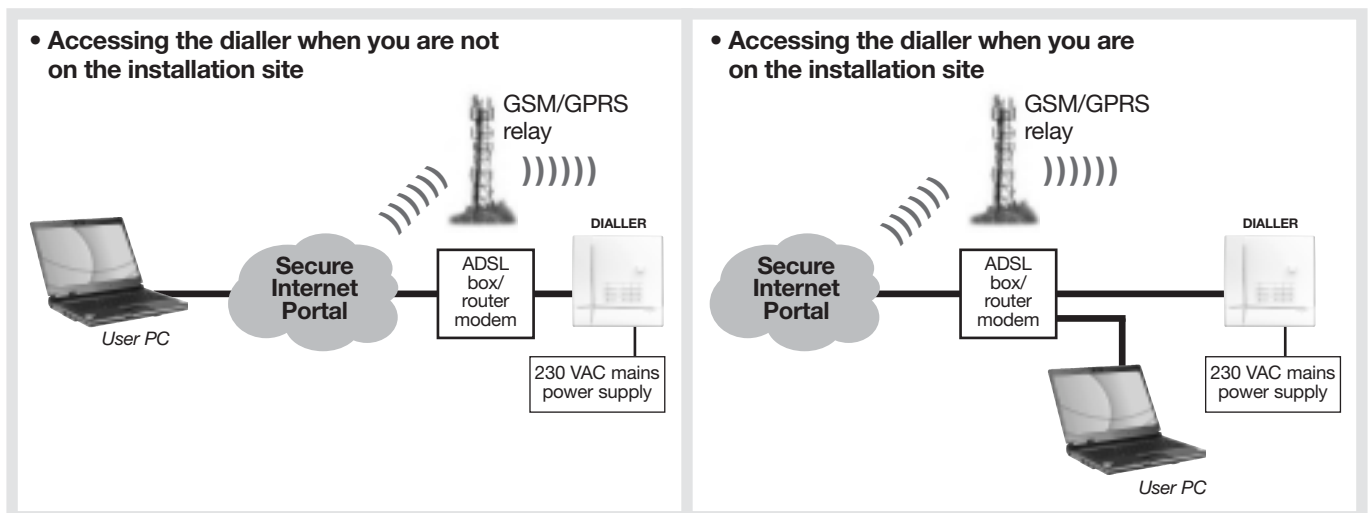 • Accessing the dialler when you are not
on the installation site
GSM/GPRS
relay
DIALLER
Secure
Internet
Portal
ADSL
box/
router
modem
User PC
230 VAC mains
power supply
• Accessing the dialler when you are
on the installation site
GSM/GPRS
relay
DIALLER
Secure
Internet
Portal
ADSL
box/
router
modem
230 VAC mains
power supply
User PC